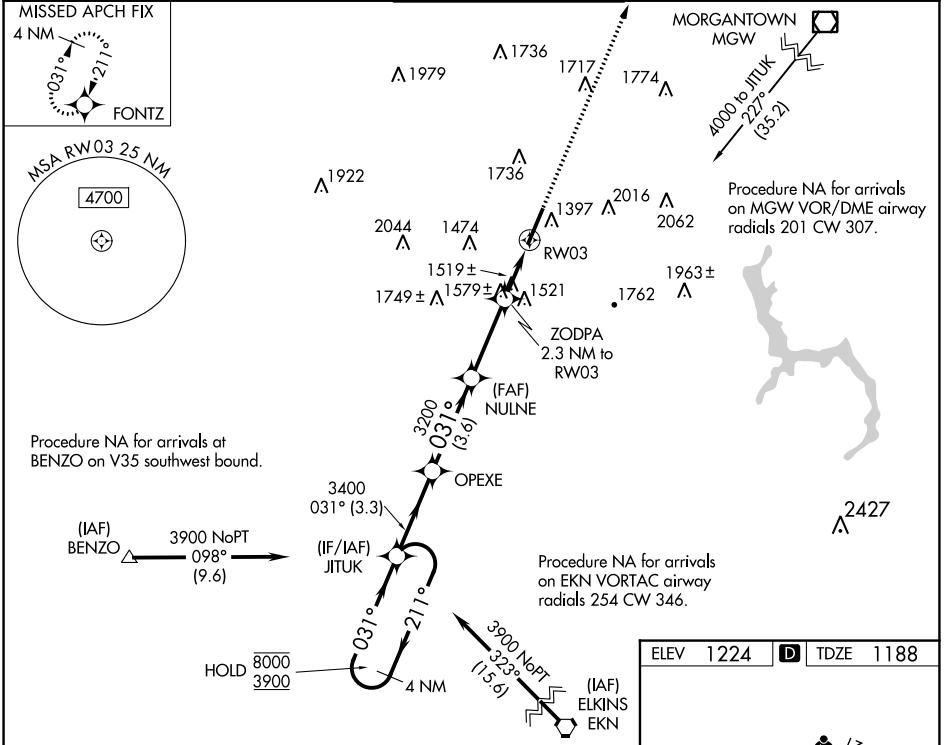 MISSED APCH FIX
4 NM
031°
211°
FONTZ
MSA RW03 25 NM
4700
1979
1736
1717
1774
1736
1922
2044
1474
1397
2016
2062
RW03
1519 ±
1749 ±
1579 ±
1521
1762
1963 ±
MORGANTOWN
MGW
4000 to JITUK
227°
(35.2)
Procedure NA for arrivals
on MGW VOR/DME airway
radials 201 CW 307.
ZODPA
2.3 NM to
RW03
(FAF)
NULNE
3200
031°
(3.6)
OPEXE
Procedure NA for arrivals at
BENZO on V35 southwest bound.
3400
031° (3.3)
(IAF)
BENZO
3900 NoPT
098°
(9.6)
(IF/IAF)
JITUK
031°
211°
HOLD
8000
3900
4 NM
2427
Procedure NA for arrivals
on EKN VORTAC airway
radials 254 CW 346.
3900 NoPT
323°
(15.6)
(IAF)
ELKINS
EKN
ELEV 1224 D TDZE 1188